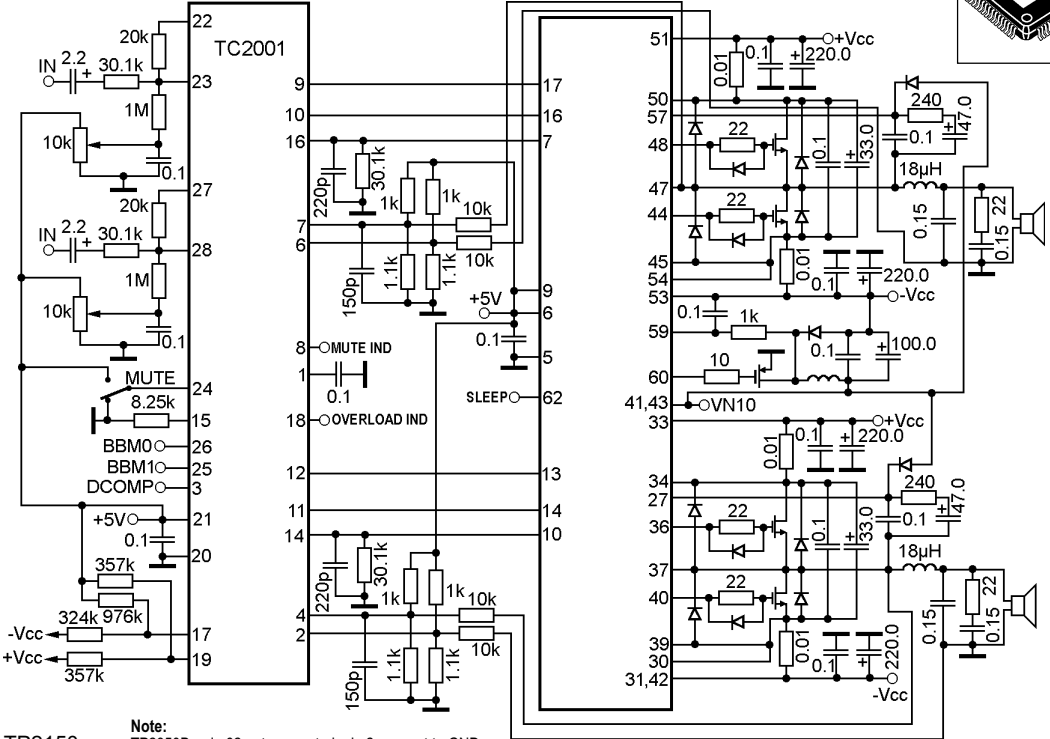 22
20k
TC2001
IN
2.2
+
30.1k
23
1M
10k
0.1
27
20k
IN
2.2
+
30.1k
28
1M
10k
0.1
MUTE
24
8.25k
15
BBM0
26
BBM1
25
DCOMP
3
+5V
21
0.1
20
357k
976k
324k
-Vcc
17
+Vcc
19
357k
9
10
16
220p
30.1k
1k
1k
10k
7
6
10k
150p
1.1k
1.1k
8
MUTE IND
1
0.1
18
OVERLOAD IND
12
11
14
220p
30.1k
1k
1k
10k
4
2
10k
150p
1.1k
1.1k
17
16
7
+5V
9
6
0.1
5
SLEEP
62
13
14
10
51
0.01
0.1
+
220.0
+Vcc
50
57
240
+
47.0
0.1
48
22
0.1
+
33.0
18µH
47
44
22
0.15
22
0.15
45
54
0.01
0.1
+
220.0
53
-Vcc
0.1
59
1k
0.1
+
100.0
60
10
41,43
VN10
33
0.01
0.1
+
220.0
+Vcc
34
27
240
+
47.0
0.1
36
22
0.1
+
33.0
18µH
37
40
22
0.15
22
0.15
39
30
0.01
0.1
+
220.0
31,42
-Vcc
Note: